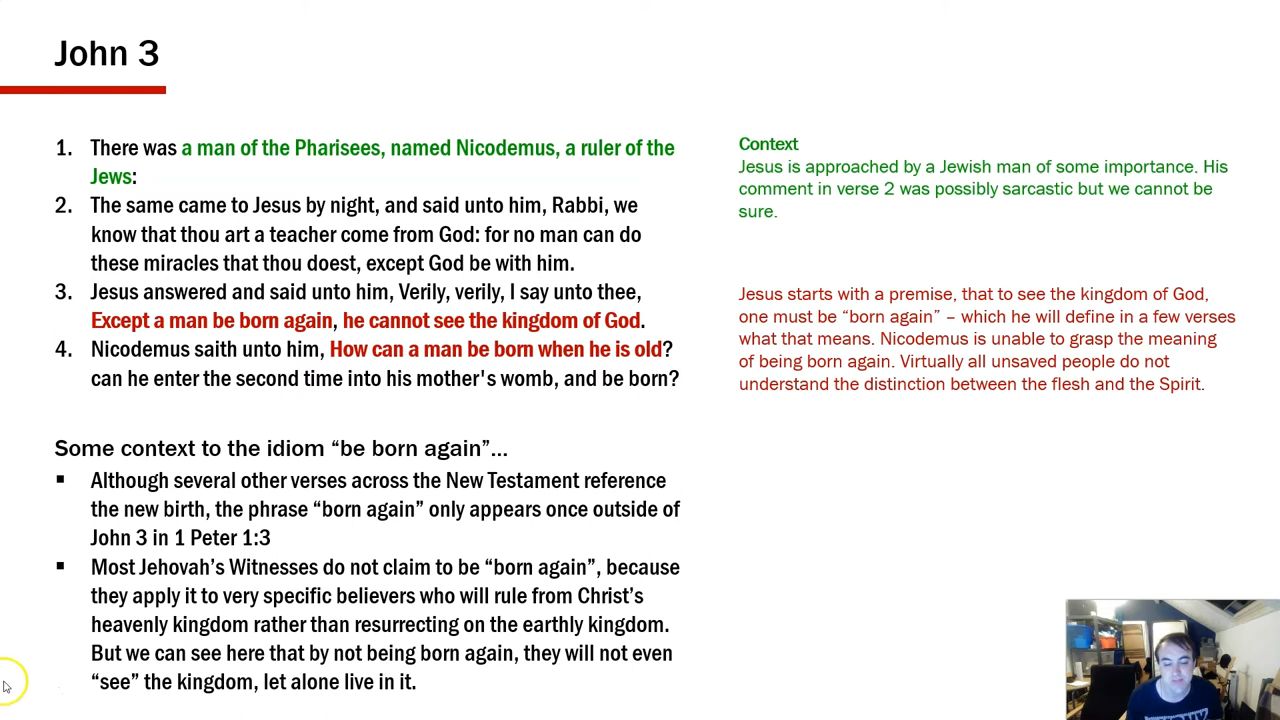 John 3
1. There was a man of the Pharisees, named Nicodemus, a ruler of the
Jews:
2. The same came to Jesus by night, and said unto him, Rabbi, we
know that thou art a teacher come from God: for no man can do
these miracles that thou doest, except God be with him.
3. Jesus answered and said unto him, Verily, verily, I say unto thee,
Except a man be born again, he cannot see the kingdom of God.
4. Nicodemus saith unto him, How can a man be born when he is old?
can he enter the second time into his mother's womb, and be born?
Some context to the idiom “be born again”...
▪ Although several other verses across the New Testament reference
the new birth, the phrase “born again” only appears once outside of
John 3 in 1 Peter 1:3
▪ Most Jehovah’s Witnesses do not claim to be “born again”, because
they apply it to very specific believers who will rule from Christ’s
heavenly kingdom rather than resurrecting on the earthly kingdom.
But we can see here that by not being born again, they will not even
“see” the kingdom, let alone live in it.
Context
Jesus is approached by a Jewish man of some importance. His
comment in verse 2 was possibly sarcastic but we cannot be
sure.
Jesus starts with a premise, that to see the kingdom of God,
one must be “born again” – which he will define in a few verses
what that means. Nicodemus is unable to grasp the meaning
of being born again. Virtually all unsaved people do not
understand the distinction between the flesh and the Spirit.